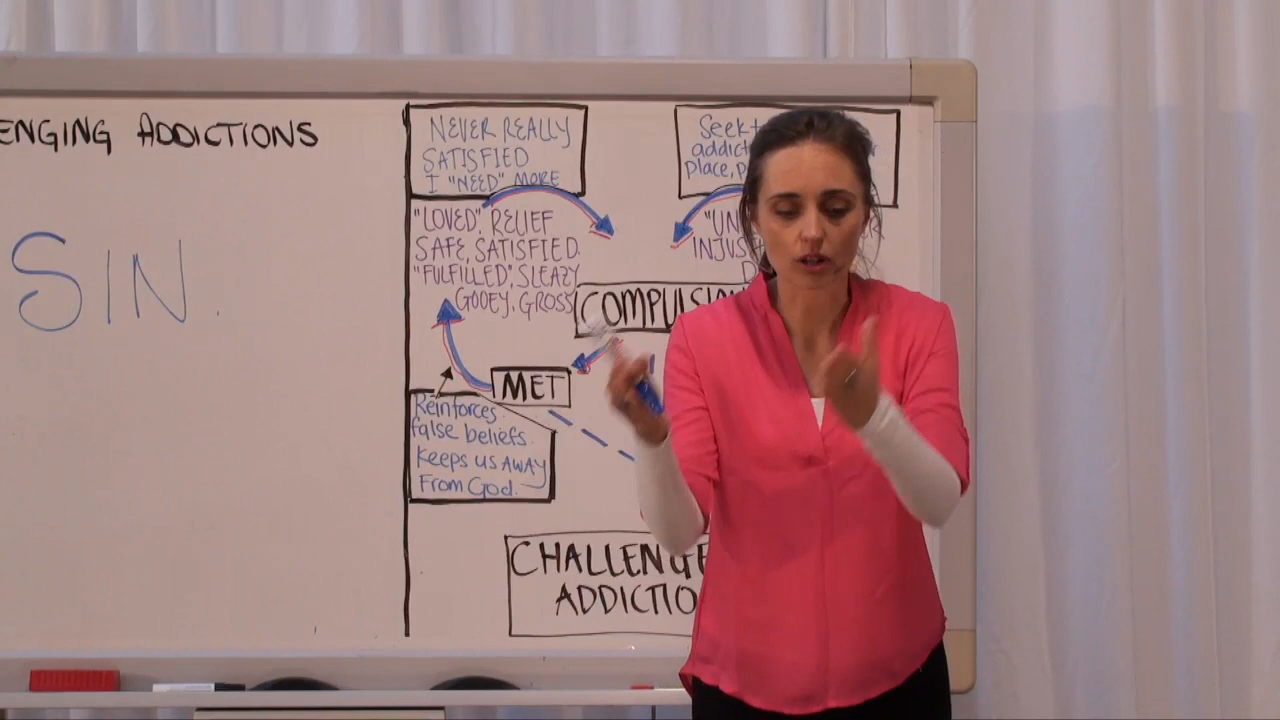 ENGING ADDICTIONS
SIN.
NEVER REALLY
SATISFIED
I "NEED" MORE
Seek
addict
place, p
"LOVED", RELIEF
SAFE, SATISFIED.
"FULFILLED", SLEAZY
GOOEY. GROSS
"UN
INJUS
COMPULSION
MET
Reinforces
false beliefs.
Keeps us AWAY
From God.
CHALLENGE
ADDICTIO